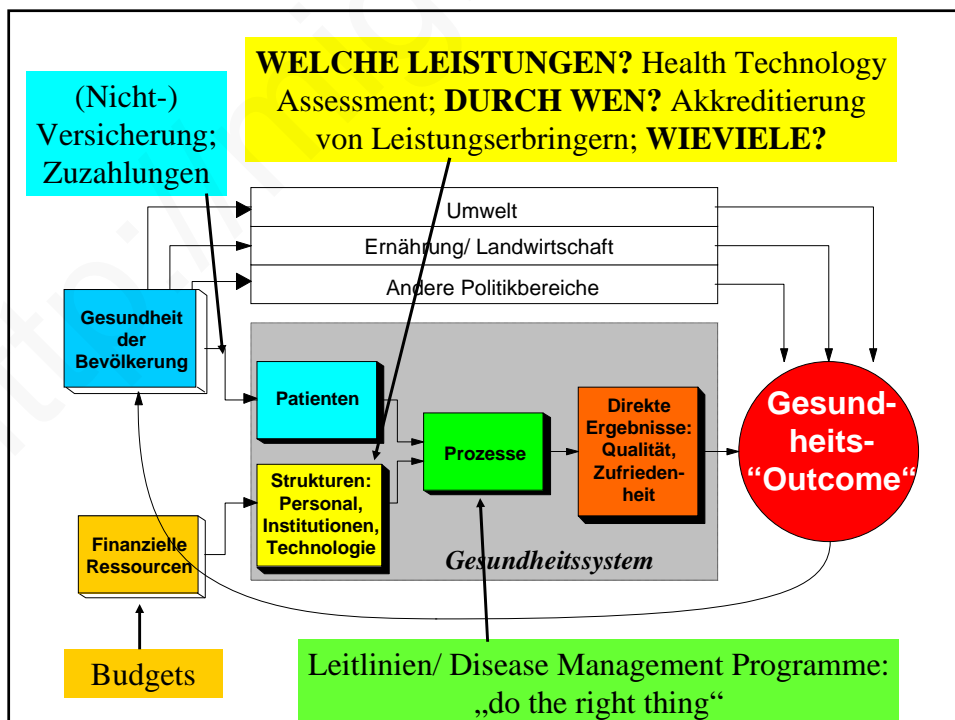 WELCHE LEISTUNGEN? Health Technology
Assessment; DURCH WEN? Akkreditierung
von Leistungserbringern; WIEVIELE?
(Nicht-)
Versicherung;
Zuzahlungen
Umwelt
Ernährung/ Landwirtschaft
Andere Politikbereiche
Gesundheit
der
Bevölkerung
Patienten
Strukturen:
Personal,
Institutionen,
Technologie
Prozesse
Direkte
Ergebnisse:
Qualität,
Zufrieden-
heit
Gesund-
heits-
“Outcome“
Finanzielle
Ressourcen
Gesundheitssystem
Budgets
Leitlinien/ Disease Management Programme:
„do the right thing“